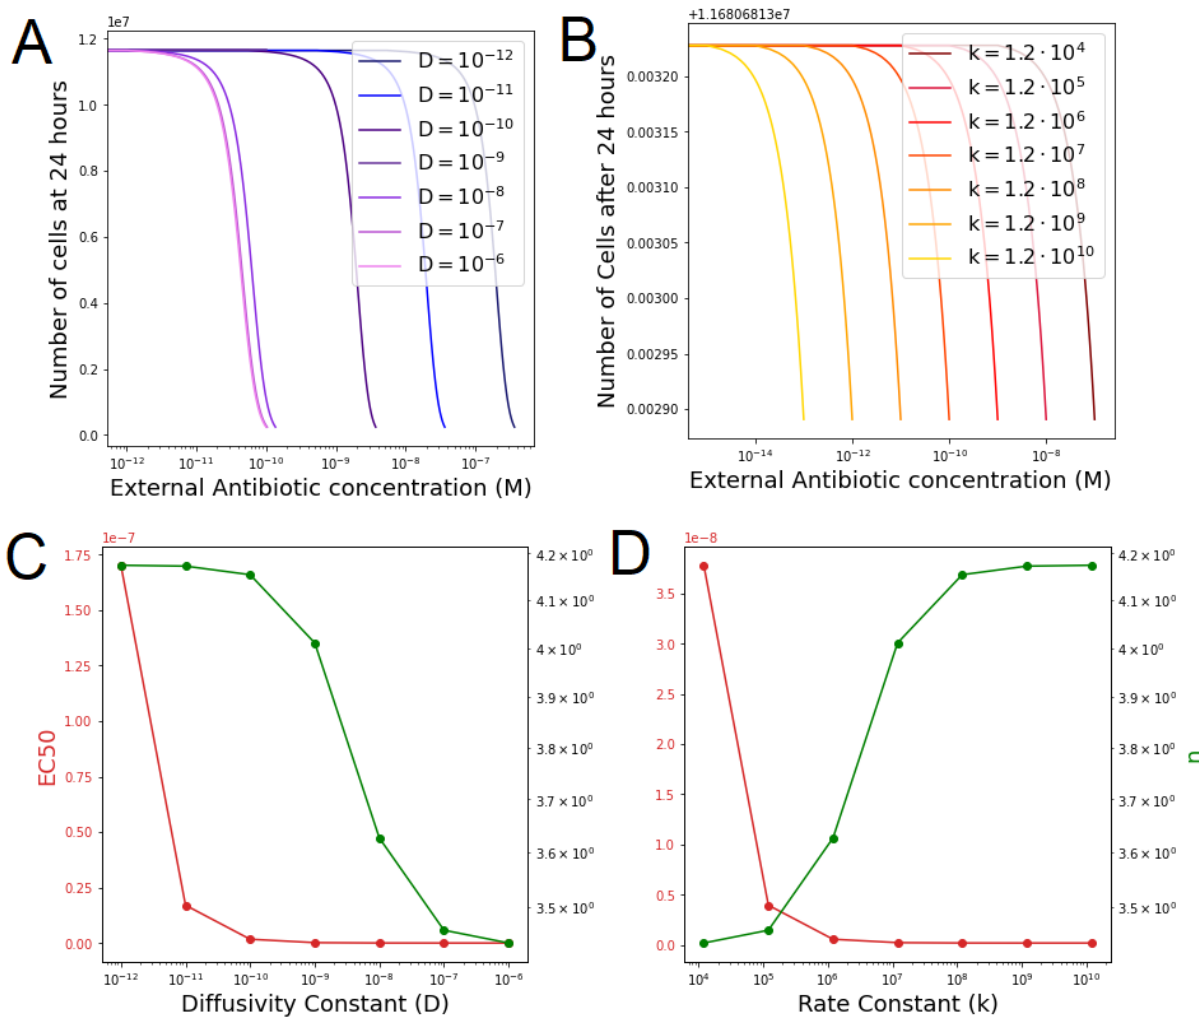 A
1e7
1.2
1.0
0.8
0.6
0.4
0.2
0.0
Number of cells at 24 hours
D = 10⁻¹²
D = 10⁻¹¹
D = 10⁻¹⁰
D = 10⁻⁹
D = 10⁻⁸
D = 10⁻⁷
D = 10⁻⁶
10⁻¹² 10⁻¹¹ 10⁻¹⁰ 10⁻⁹ 10⁻⁸ 10⁻⁷
External Antibiotic concentration (M)
B
+1.16806813e7
0.00320
0.00315
0.00310
0.00305
0.00300
0.00295
0.00290
Number of Cells after 24 hours
k = 1.2 · 10⁴
k = 1.2 · 10⁵
k = 1.2 · 10⁶
k = 1.2 · 10⁷
k = 1.2 · 10⁸
k = 1.2 · 10⁹
k = 1.2 · 10¹⁰
10⁻¹⁴ 10⁻¹² 10⁻¹⁰ 10⁻⁸
External Antibiotic concentration (M)
C
1e−7
1.75
1.50
1.25
1.00
0.75
0.50
0.25
0.00
EC50
4.2 × 10⁰
4.1 × 10⁰
4 × 10⁰
3.9 × 10⁰
3.8 × 10⁰
3.7 × 10⁰
3.6 × 10⁰
3.5 × 10⁰
10⁻¹² 10⁻¹¹ 10⁻¹⁰ 10⁻⁹ 10⁻⁸ 10⁻⁷ 10⁻⁶
Diffusivity Constant (D)
D
1e−8
3.5
3.0
2.5
2.0
1.5
1.0
0.5
0.0
4.2 × 10⁰
4.1 × 10⁰
4 × 10⁰
3.9 × 10⁰
3.8 × 10⁰
3.7 × 10⁰
3.6 × 10⁰
3.5 × 10⁰
n
10⁴ 10⁵ 10⁶ 10⁷ 10⁸ 10⁹ 10¹⁰
Rate Constant (k)